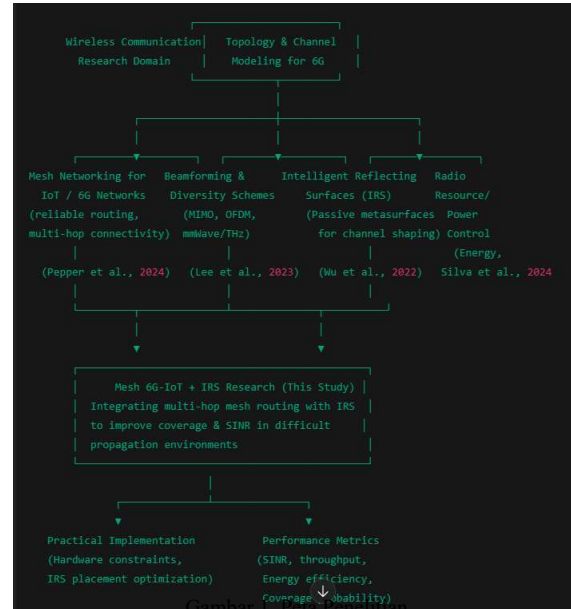 Wireless Communication Topology & Channel
Research Domain Modeling for 6G
Mesh Networking for Beamforming & Intelligent Reflecting Radio
IoT / 6G Networks Diversity Schemes Surfaces (IRS) Resource/
(reliable routing, (MIMO, OFDM, (Passive metasurfaces Power
multi-hop connectivity) mmWave/THz) for channel shaping) Control
(Energy,
(Pepper et al., 2024) (Lee et al., 2023) (Wu et al., 2022) Silva et al., 2024
Mesh 6G-IoT + IRS Research (This Study)
Integrating multi-hop mesh routing with IRS
to improve coverage & SINR in difficult
propagation environments
Practical Implementation Performance Metrics
(Hardware constraints, (SINR, throughput,
IRS placement optimization) Energy efficiency,
Coverage
Gambar 1. Peta Penelitian